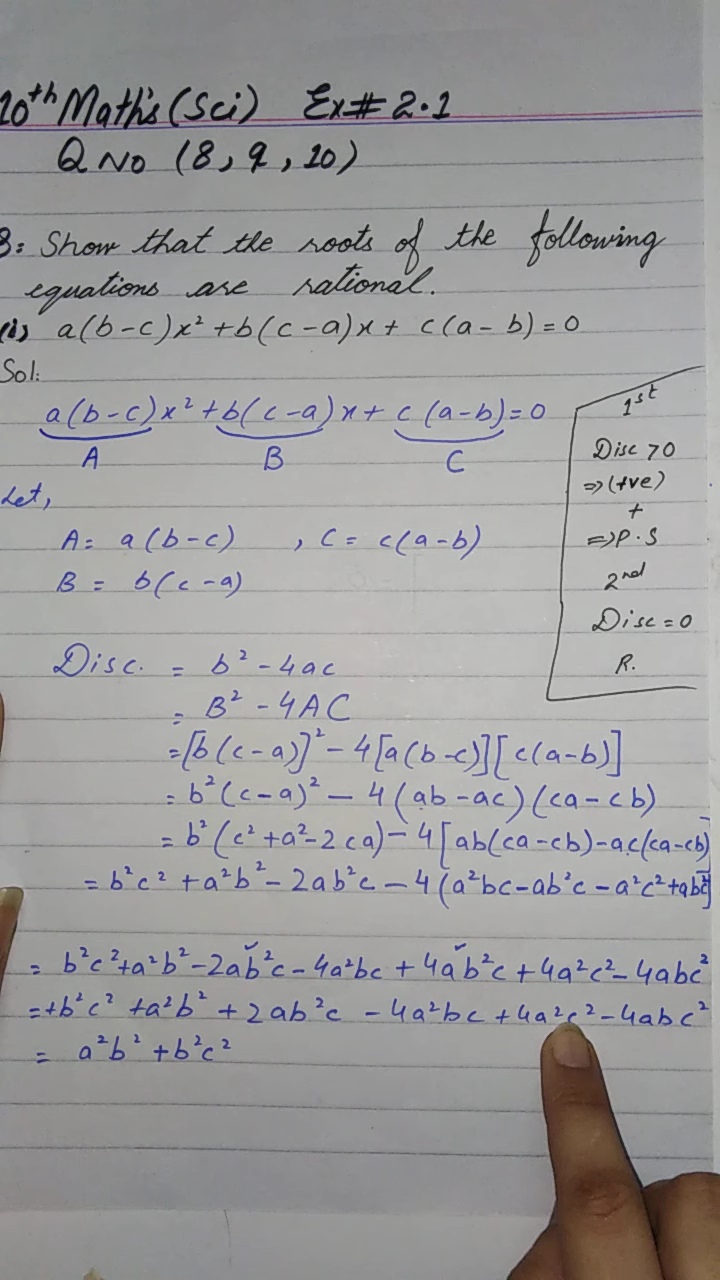 10th Math's (Sci) Ex# 2.1
Q No (8, 9, 10)
8: Show that the roots of the following
equations are rational.
(i) a(b-c)x² + b(c-a)x + c(a-b) = 0
Sol:
a(b-c)x² + b(c-a)x + c(a-b) = 0
A B C
Let,
A = a(b-c) , C = c(a-b)
B = b(c-a)
1st
Disc > 0
⇒ (+ve)
+
⇒ P.S
2nd
Disc = 0
R.
Disc. = b² - 4ac
= B² - 4AC
= [b(c-a)]² - 4[a(b-c)][c(a-b)]
= b²(c-a)² - 4(ab-ac)(ca-cb)
= b²(c²+a²-2ca) - 4[ab(ca-cb)-ac(ca-cb)]
= b²c² + a²b² - 2ab²c - 4(a²bc - ab²c - a²c² + abc²]
= b²c² + a²b² - 2ab²c - 4a²bc + 4ab²c + 4a²c² - 4abc²
= +b²c² + a²b² + 2ab²c - 4a²bc + 4a²c² - 4abc²
= a²b² + b²c²